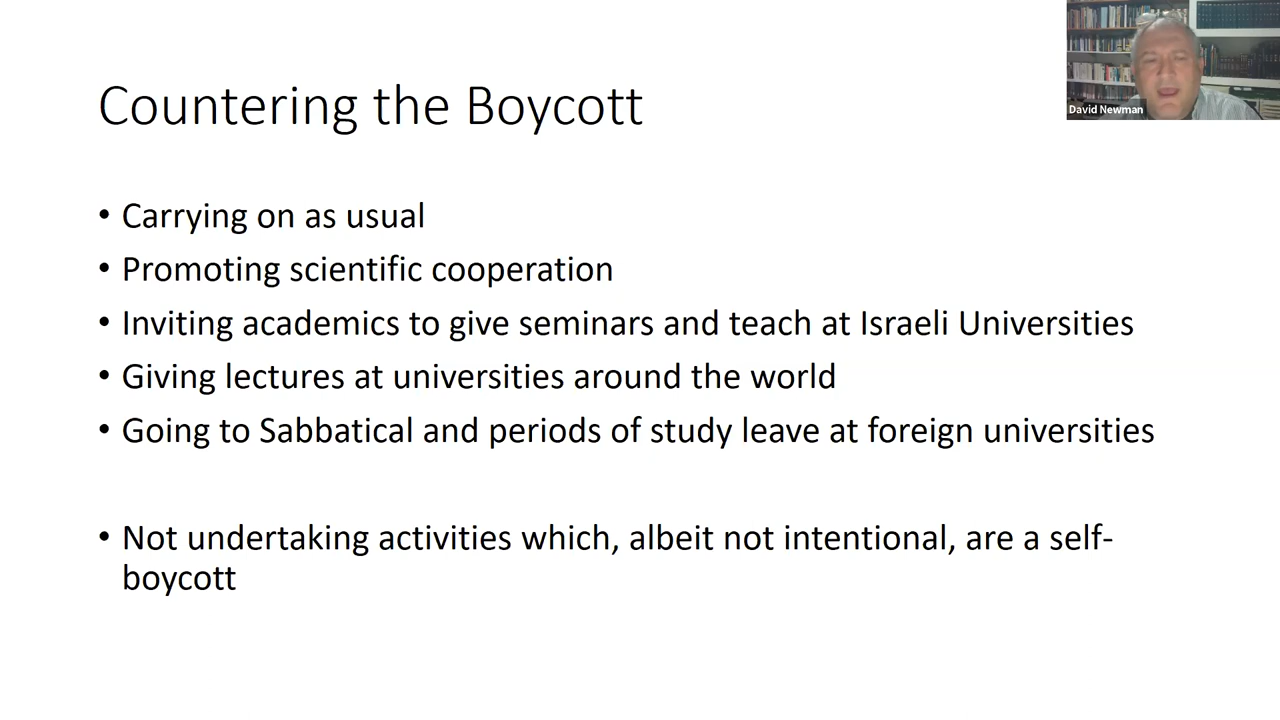 David Newman
Countering the Boycott
• Carrying on as usual
• Promoting scientific cooperation
• Inviting academics to give seminars and teach at Israeli Universities
• Giving lectures at universities around the world
• Going to Sabbatical and periods of study leave at foreign universities
• Not undertaking activities which, albeit not intentional, are a self-
boycott